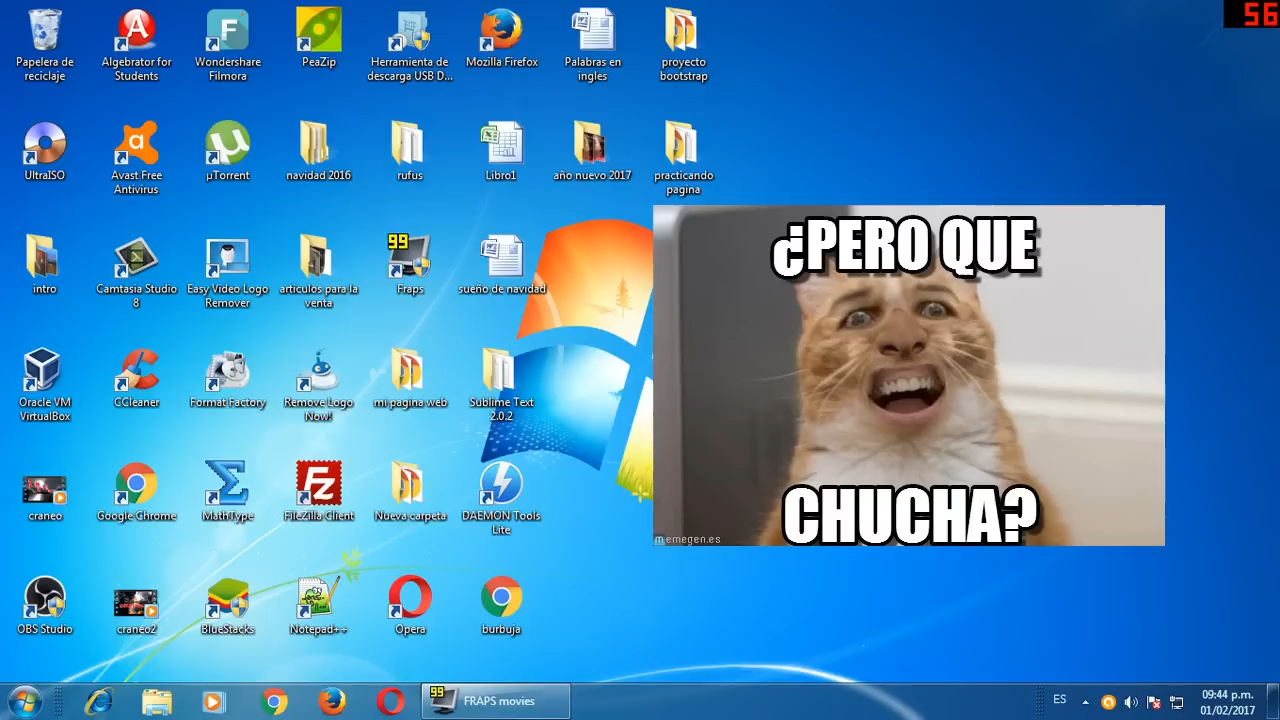 56
Papelera de
reciclaje
Algebrator for
Students
Wondershare
Filmora
PeaZip
Herramienta de
descarga USB D...
Mozilla Firefox
Palabras en
ingles
proyecto
bootstrap
UltraISO
Avast Free
Antivirus
µTorrent
navidad 2016
rufus
Libro1
año nuevo 2017
practicando
pagina
intro
Camtasia Studio
8
Easy Video Logo
Remover
articulos para la
venta
99
Fraps
sueño de navidad
¿PERO QUE
CHUCHA?
memegen.es
Oracle VM
VirtualBox
CCleaner
Format Factory
Remove Logo
Now!
mi pagina web
Sublime Text
2.0.2
craneo
Google Chrome
MathType
FileZilla Client
Nueva carpeta
DAEMON Tools
Lite
OBS Studio
craneo2
BlueStacks
Notepad++
Opera
burbuja
99
FRAPS movies
ES
09:44 p.m.
01/02/2017